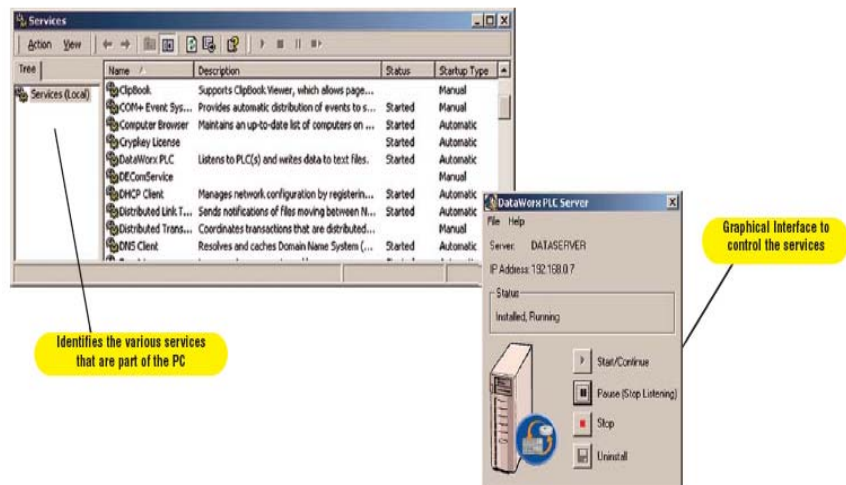 Services
Action View
Tree
Name Description Status Startup Type
Services (Local)
ClipBook Supports ClipBook Viewer, which allows page... Manual
COM+ Event Sys... Provides automatic distribution of events to s... Started Manual
Computer Browser Maintains an up-to-date list of computers on ... Started Automatic
Crypkey License Started Automatic
DataWorx PLC Listens to PLC(s) and writes data to text files. Started Automatic
DEComService Manual
DHCP Client Manages network configuration by registerin... Started Automatic
Distributed Link T... Sends notifications of files moving between N... Started Automatic
Distributed Trans... Coordinates transactions that are distributed... Manual
DNS Client Resolves and caches Domain Name System (... Started Automatic
DataWorx PLC Server
File Help
Server: DATASERVER
IP Address: 192.168.0.7
Status
Installed, Running
Start/Continue
Pause (Stop Listening)
Stop
Uninstall
Graphical Interface to
control the services
Identifies the various services
that are part of the PC